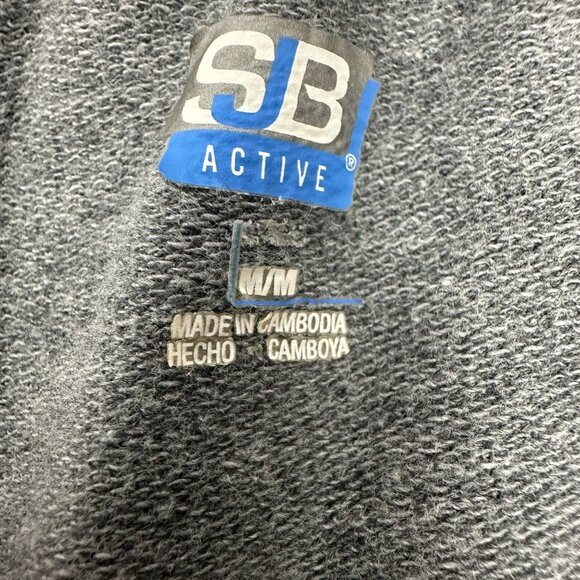 SJB
ACTIVE®
M/M
MADE IN CAMBODIA
HECHO CAMBOYA